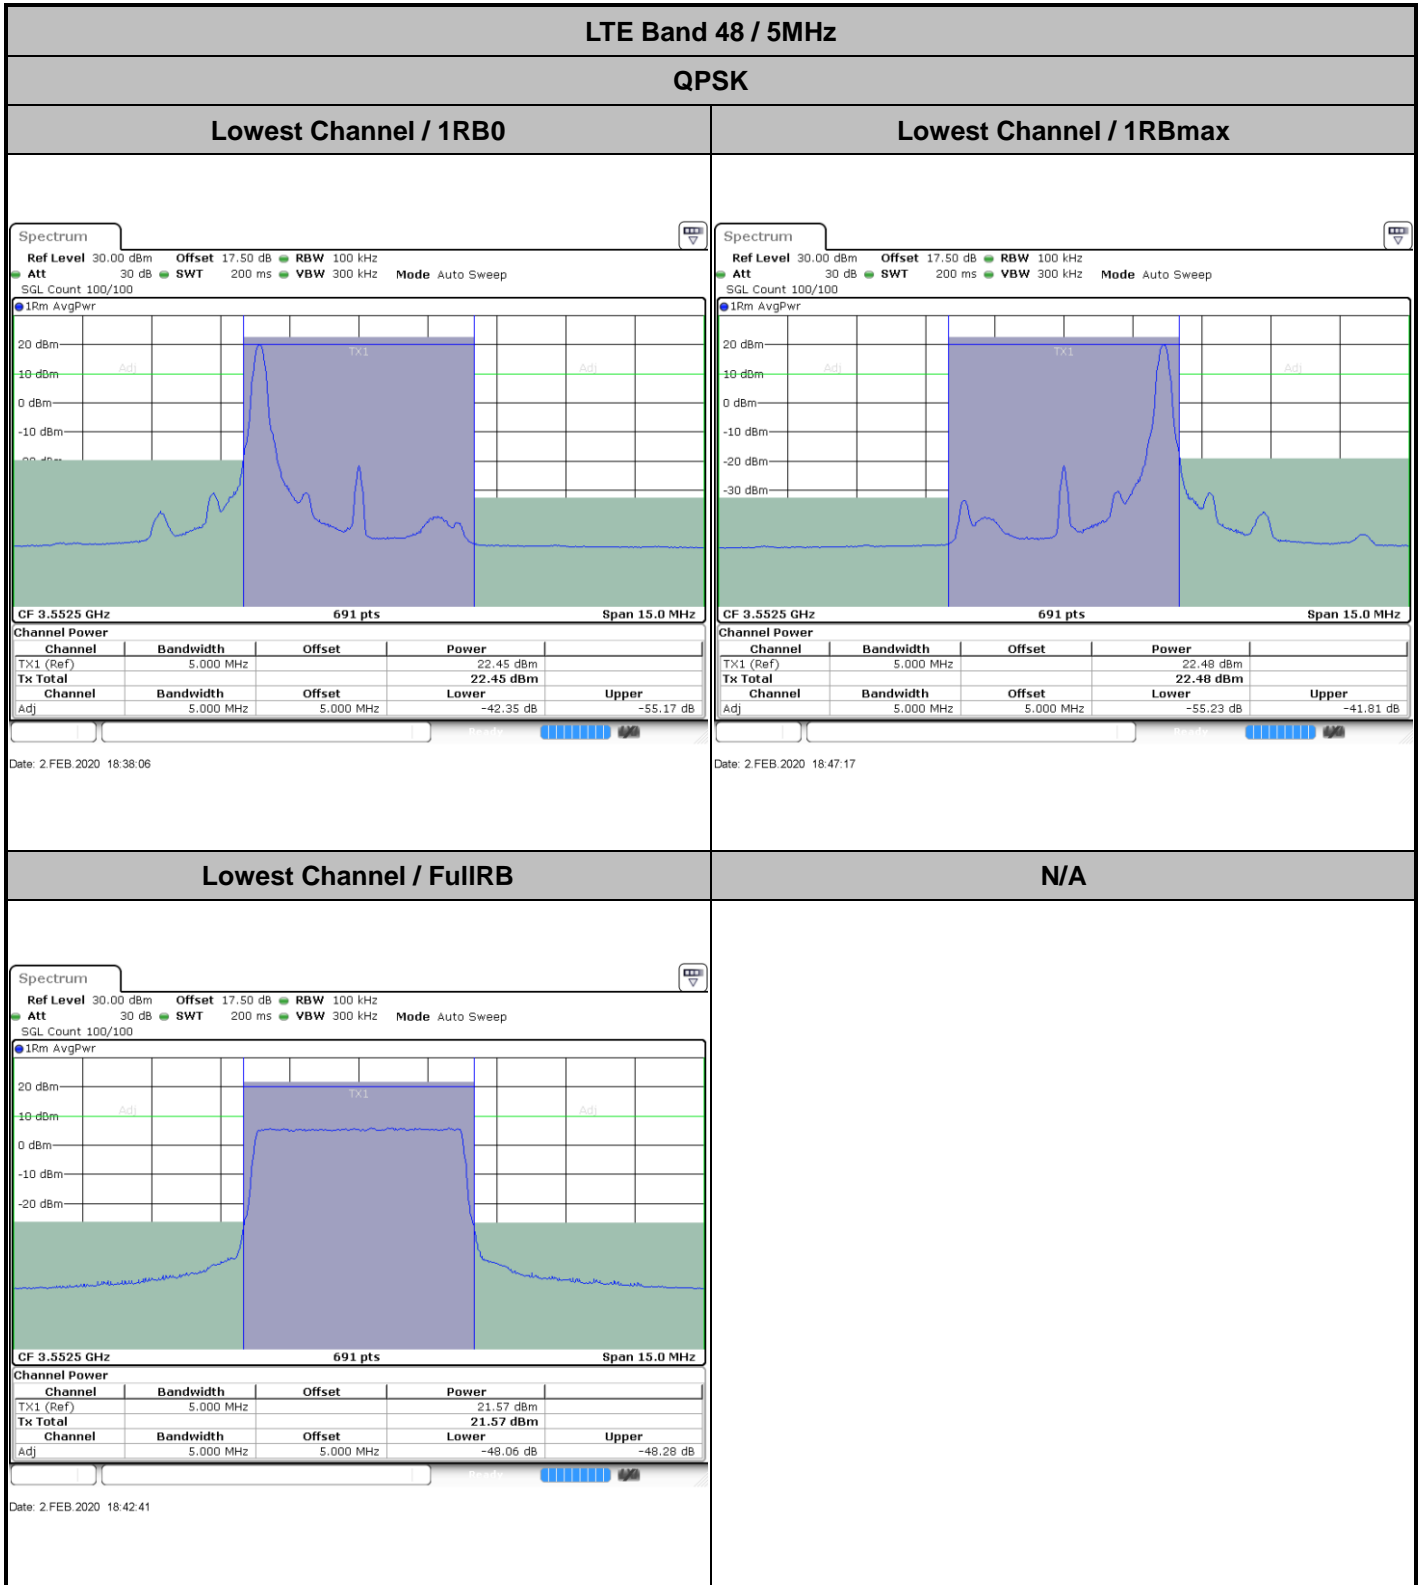 LTE Band 48 / 5MHz
QPSK
Lowest Channel / 1RB0
Lowest Channel / 1RBmax
Spectrum
Ref Level 30.00 dBm Offset 17.50 dB RBW 100 kHz
Att 30 dB SWT 200 ms VBW 300 kHz Mode Auto Sweep
SGL Count 100/100
1Rm AvgPwr
TX1
20 dBm
Adj
Adj
10 dBm
0 dBm
-10 dBm
-20 dBm
CF 3.5525 GHz 691 pts Span 15.0 MHz
Channel Power
Channel Bandwidth Offset Power
TX1 (Ref) 5.000 MHz 22.45 dBm
Tx Total 22.45 dBm
Channel Bandwidth Offset Lower Upper
Adj 5.000 MHz 5.000 MHz -42.35 dB -55.17 dB
Ready
Date: 2.FEB.2020 18:38:06
Spectrum
Ref Level 30.00 dBm Offset 17.50 dB RBW 100 kHz
Att 30 dB SWT 200 ms VBW 300 kHz Mode Auto Sweep
SGL Count 100/100
1Rm AvgPwr
20 dBm
TX1
Adj
Adj
10 dBm
0 dBm
-10 dBm
-20 dBm
-30 dBm
CF 3.5525 GHz 691 pts Span 15.0 MHz
Channel Power
Channel Bandwidth Offset Power
TX1 (Ref) 5.000 MHz 22.48 dBm
Tx Total 22.48 dBm
Channel Bandwidth Offset Lower Upper
Adj 5.000 MHz 5.000 MHz -55.23 dB -41.81 dB
Ready
Date: 2.FEB.2020 18:47:17
Lowest Channel / FullRB
N/A
Spectrum
Ref Level 30.00 dBm Offset 17.50 dB RBW 100 kHz
Att 30 dB SWT 200 ms VBW 300 kHz Mode Auto Sweep
SGL Count 100/100
1Rm AvgPwr
20 dBm
TX1
Adj
Adj
10 dBm
0 dBm
-10 dBm
-20 dBm
CF 3.5525 GHz 691 pts Span 15.0 MHz
Channel Power
Channel Bandwidth Offset Power
TX1 (Ref) 5.000 MHz 21.57 dBm
Tx Total 21.57 dBm
Channel Bandwidth Offset Lower Upper
Adj 5.000 MHz 5.000 MHz -48.06 dB -48.28 dB
Ready
Date: 2.FEB.2020 18:42:41